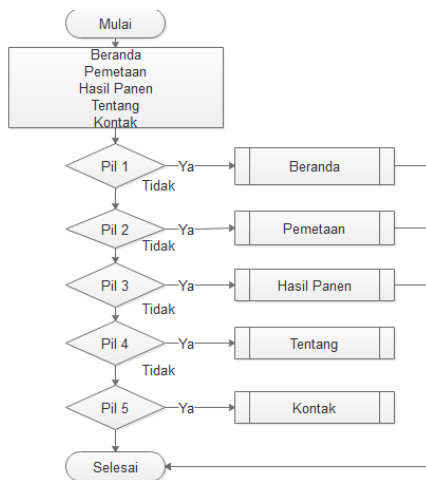 Mulai
Beranda
Pemetaan
Hasil Panen
Tentang
Kontak
Pil 1
Ya
Beranda
Tidak
Pil 2
Ya
Pemetaan
Tidak
Pil 3
Ya
Hasil Panen
Tidak
Pil 4
Ya
Tentang
Tidak
Pil 5
Ya
Kontak
Selesai